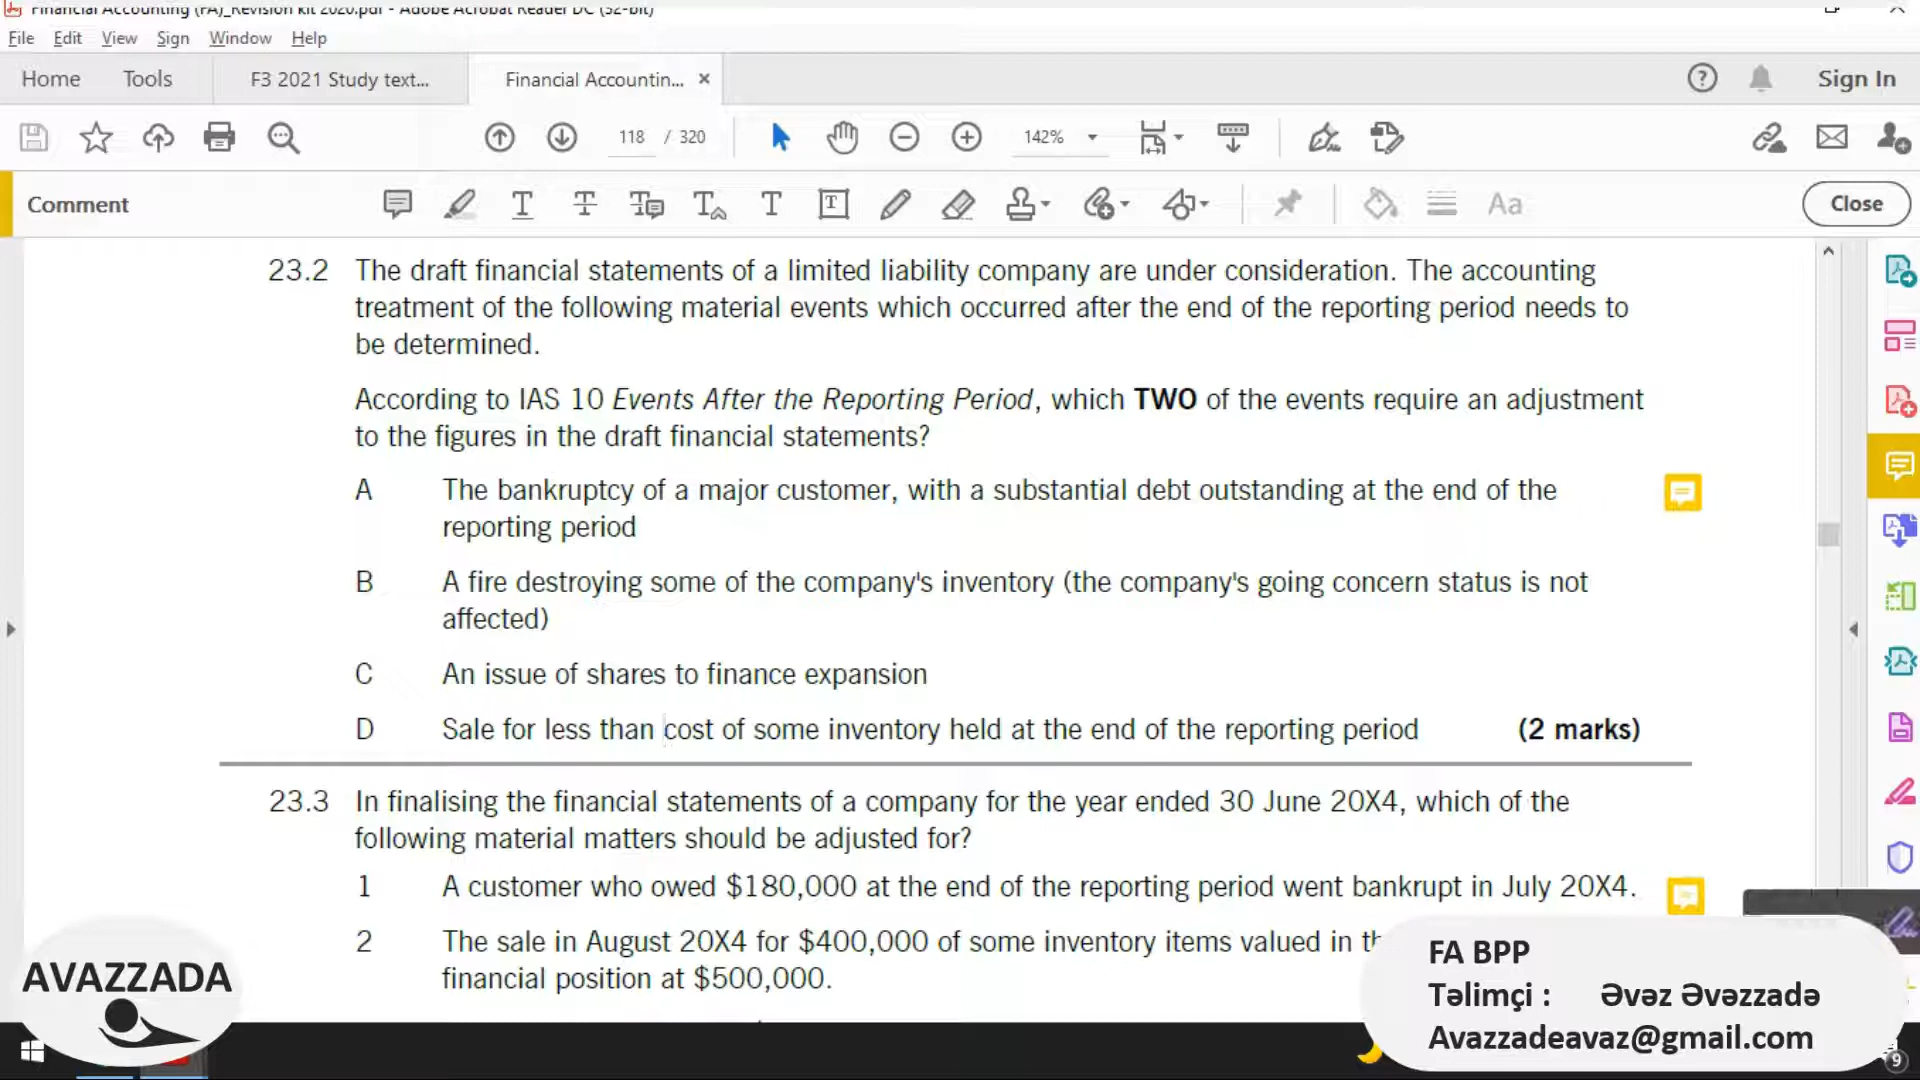 Financial Accounting (FA)_Revision kit 2020.pdf - Adobe Acrobat Reader DC (32-bit)
File Edit View Sign Window Help
Home Tools F3 2021 Study text... Financial Accountin... × Sign In
118 / 320 142%
Comment Close
23.2 The draft financial statements of a limited liability company are under consideration. The accounting
treatment of the following material events which occurred after the end of the reporting period needs to
be determined.
According to IAS 10 Events After the Reporting Period, which TWO of the events require an adjustment
to the figures in the draft financial statements?
A The bankruptcy of a major customer, with a substantial debt outstanding at the end of the
reporting period
B A fire destroying some of the company's inventory (the company's going concern status is not
affected)
C An issue of shares to finance expansion
D Sale for less than cost of some inventory held at the end of the reporting period (2 marks)
23.3 In finalising the financial statements of a company for the year ended 30 June 20X4, which of the
following material matters should be adjusted for?
1 A customer who owed $180,000 at the end of the reporting period went bankrupt in July 20X4.
2 The sale in August 20X4 for $400,000 of some inventory items valued in
financial position at $500,000.
AVAZZADA
FA BPP
Təlimçi : Əvəz Əvəzzadə
Avazzadeavaz@gmail.com
9